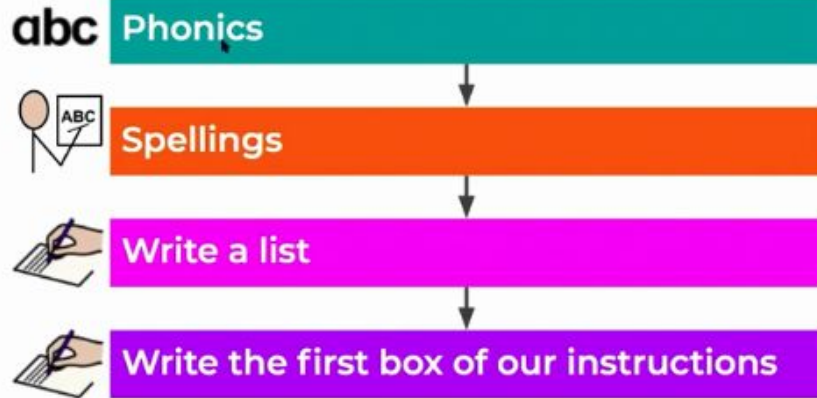 abc Phonics
ABC
Spellings
Write a list
Write the first box of our instructions